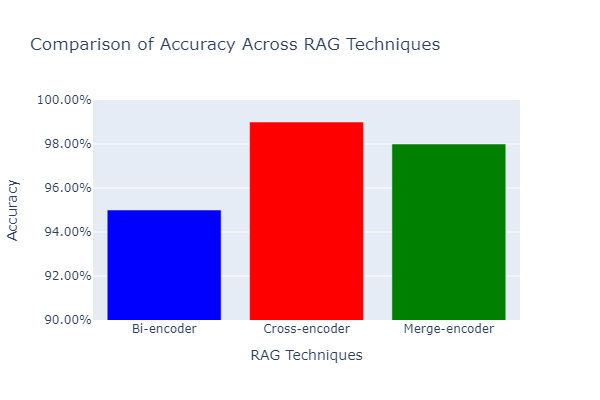 Comparison of Accuracy Across RAG Techniques
100.00%
98.00%
96.00%
94.00%
92.00%
90.00%
Accuracy
Bi-encoder Cross-encoder Merge-encoder
RAG Techniques